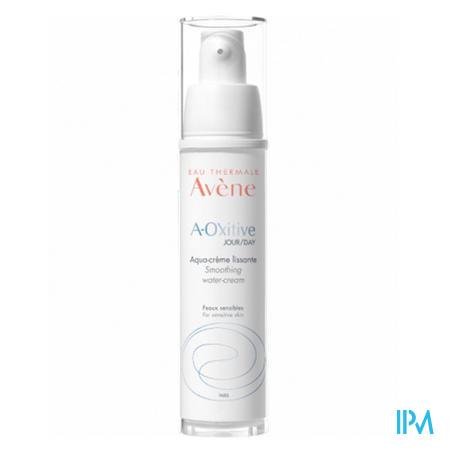 EAU THERMALE
Avène
A-Oxitive
JOUR/DAY
Aqua-crème lissante
Smoothing
water-cream
Peaux sensibles
For sensitive skin
IPM